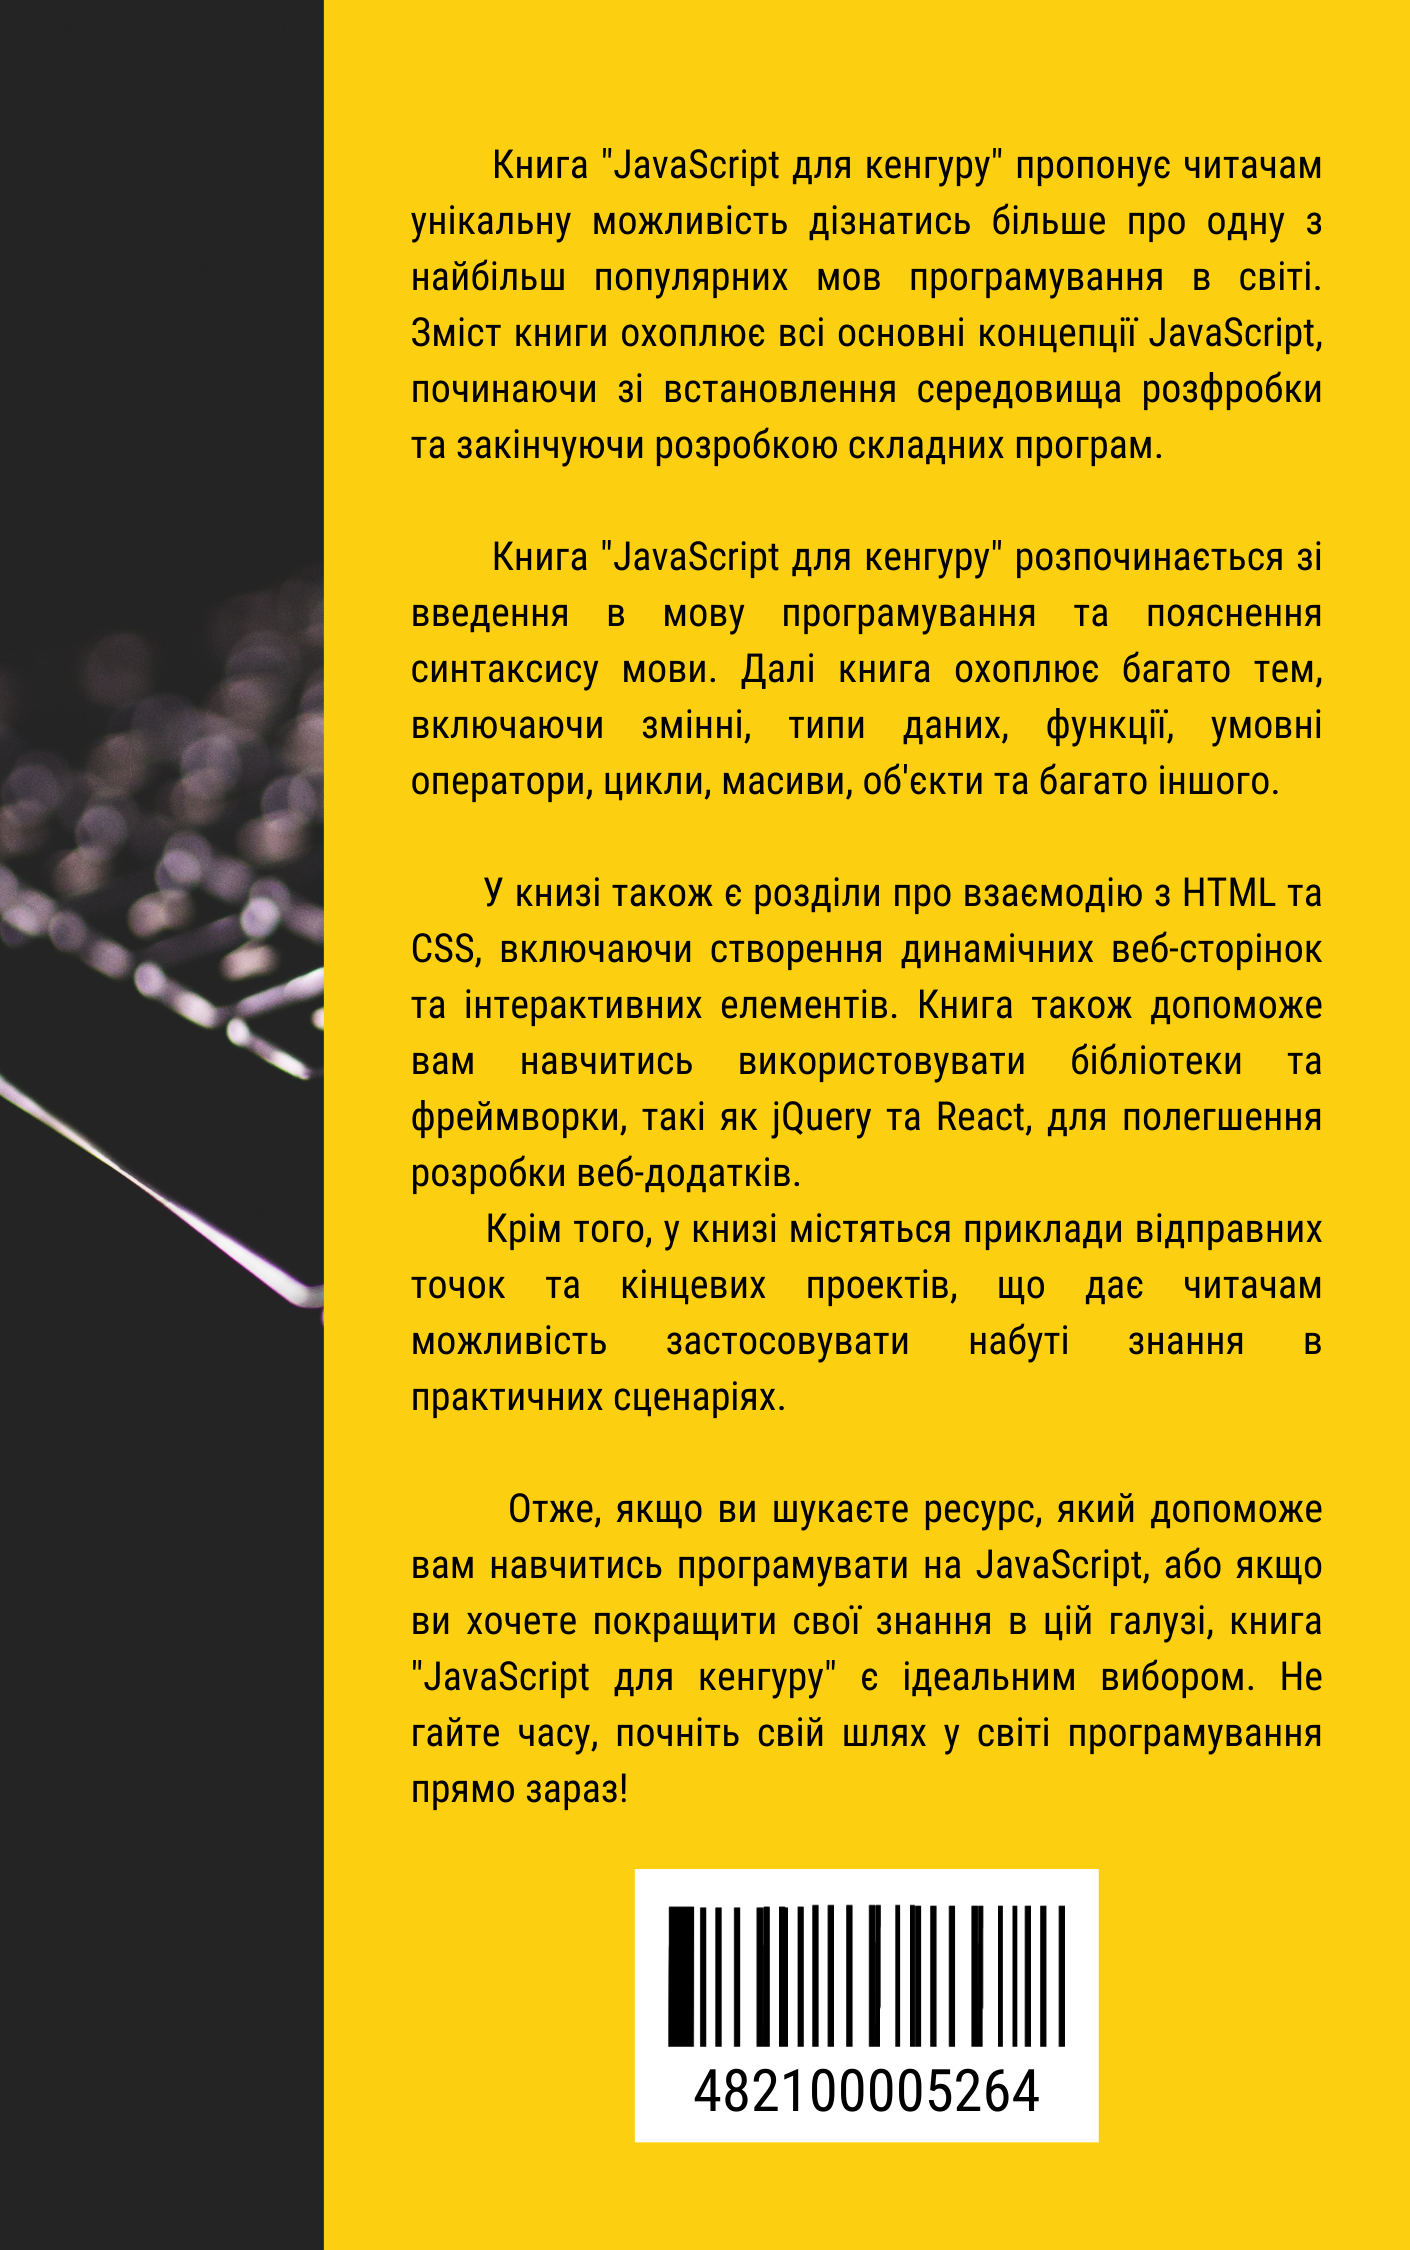 Книга "JavaScript для кенгуру" пропонує читачам
унікальну можливість дізнатись більше про одну з
найбільш популярних мов програмування в світі.
Зміст книги охоплює всі основні концепції JavaScript,
починаючи зі встановлення середовища розфробки
та закінчуючи розробкою складних програм.
Книга "JavaScript для кенгуру" розпочинається зі
введення в мову програмування та пояснення
синтаксису мови. Далі книга охоплює багато тем,
включаючи змінні, типи даних, функції, умовні
оператори, цикли, масиви, об'єкти та багато іншого.
У книзі також є розділи про взаємодію з HTML та
CSS, включаючи створення динамічних веб-сторінок
та інтерактивних елементів. Книга також допоможе
вам навчитись використовувати бібліотеки та
фреймворки, такі як jQuery та React, для полегшення
розробки веб-додатків.
Крім того, у книзі містяться приклади відправних
точок та кінцевих проектів, що дає читачам
можливість застосовувати набуті знання в
практичних сценаріях.
Отже, якщо ви шукаєте ресурс, який допоможе
вам навчитись програмувати на JavaScript, або якщо
ви хочете покращити свої знання в цій галузі, книга
"JavaScript для кенгуру" є ідеальним вибором. Не
гайте часу, почніть свій шлях у світі програмування
прямо зараз!
482100005264